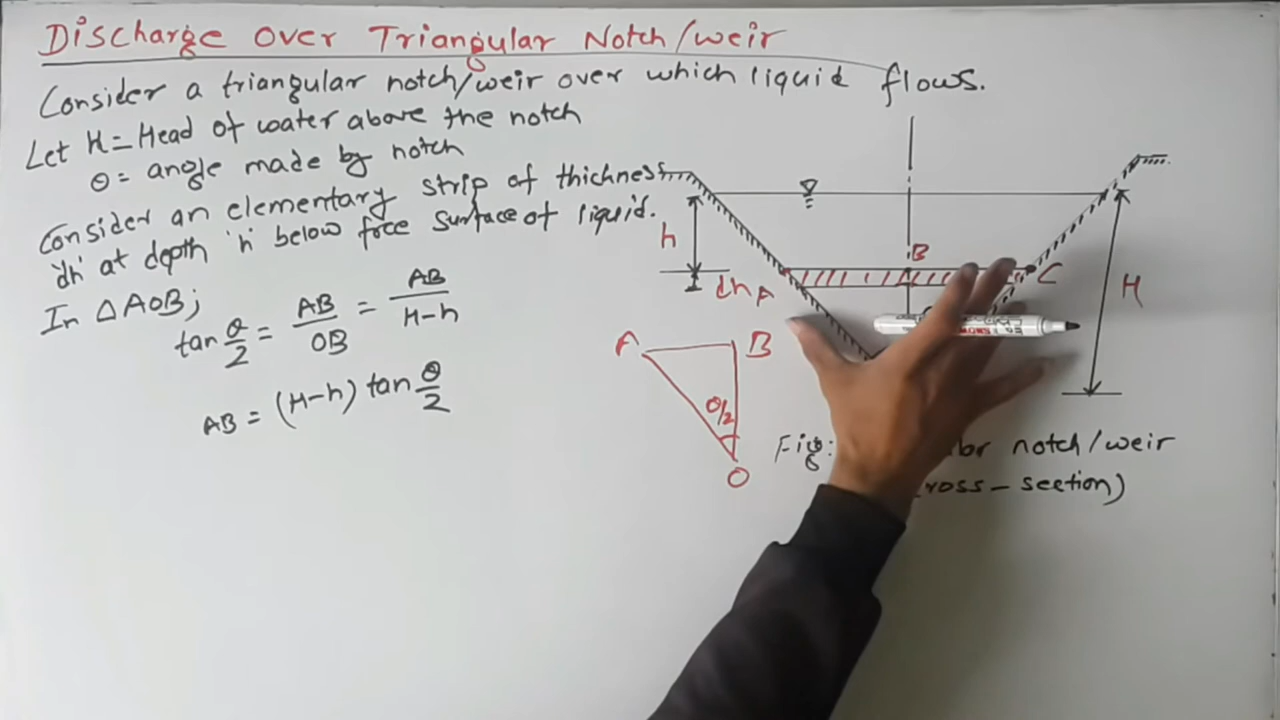 Discharge Over Triangular Notch/weir
Consider a triangular notch/weir over which liquid flows.
Let H = Head of water above the notch
θ = angle made by notch
Consider an elementary strip of thickness
'dh' at depth 'h' below free surface of liquid.
In ΔAOB;
tan θ/2 = AB/OB = AB/H-h
AB = (H-h) tan θ/2
h
dh
A
B
C
H
A
B
θ/2
O
Fig:
notch/weir
section)